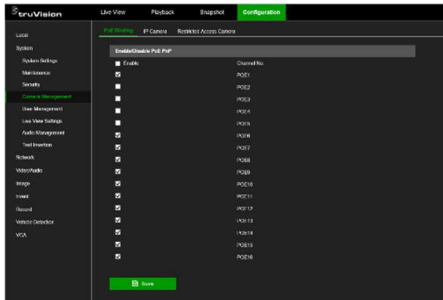 truVision
Live View Playback Snapshot Configuration
PoE Binding IP Camera Restricted Access Camera
Local
System
System Settings
Maintenance
Security
Camera Management
User Management
Live View Settings
Audio Management
Text Insertion
Network
Video/Audio
Image
Event
Record
Vehicle Detection
VCA
Enable/Disable PoE PnP
Enable Channel No.
POE1
POE2
POE3
POE4
POE5
POE6
POE7
POE8
POE9
POE10
POE11
POE12
POE13
POE14
POE15
POE16
Save